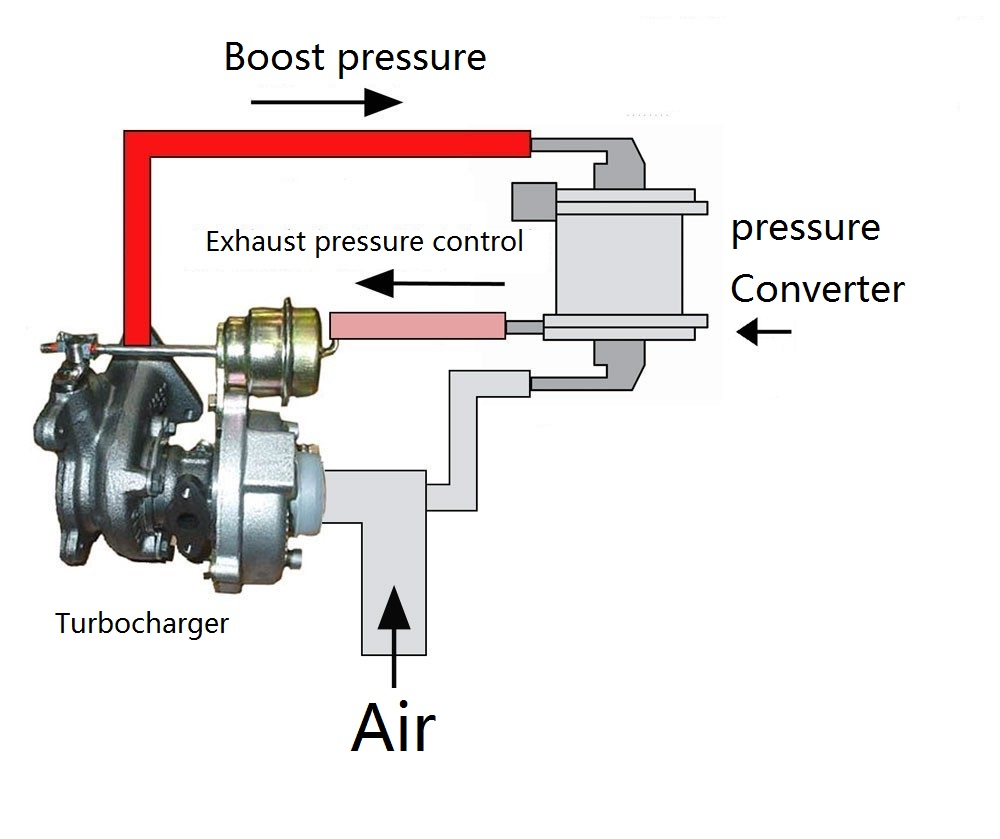 Boost pressure
Exhaust pressure control
pressure
Converter
Turbocharger
Air